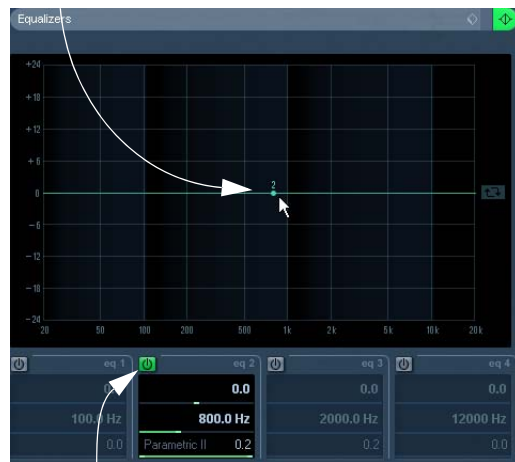 Equalizers
+24
+18
+12
+6
2
0
-6
-12
-18
-24
20 50 100 200 500 1k 2k 5k 10k 20k
eq 1 eq 2 eq 3 eq 4
0.0 0.0 0.0
100.0 Hz 800.0 Hz 2000.0 Hz 12000 Hz
0.0 Parametric II 0.2 0.2 0.0